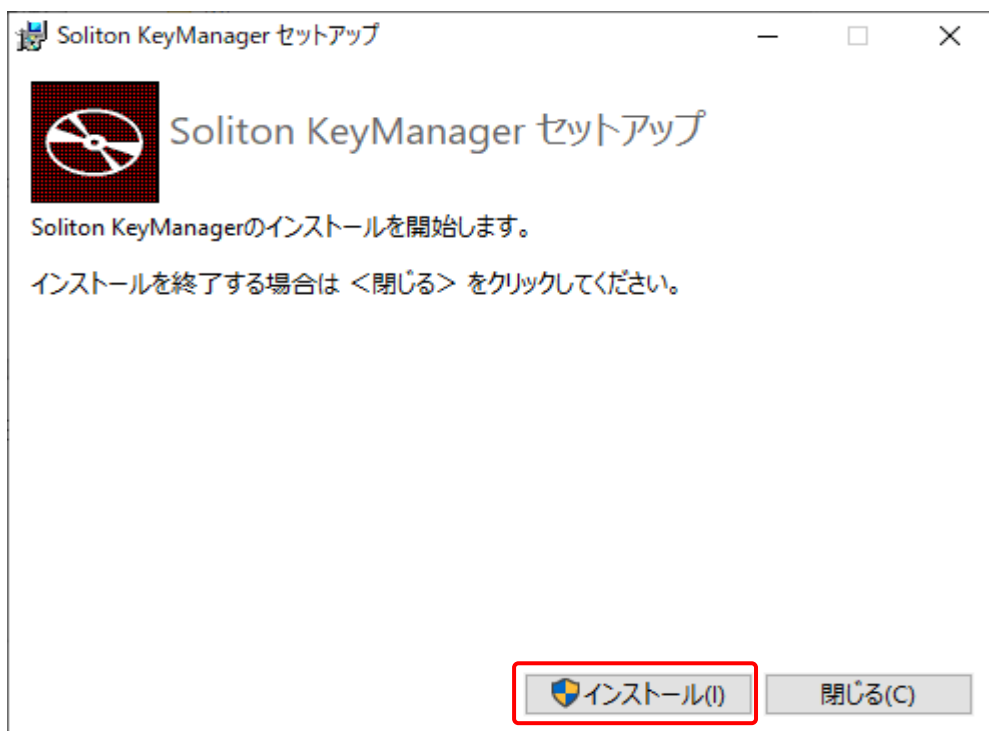 Soliton KeyManager セットアップ
Soliton KeyManager セットアップ
Soliton KeyManagerのインストールを開始します。
インストールを終了する場合は <閉じる> をクリックしてください。
インストール(I)
閉じる(C)